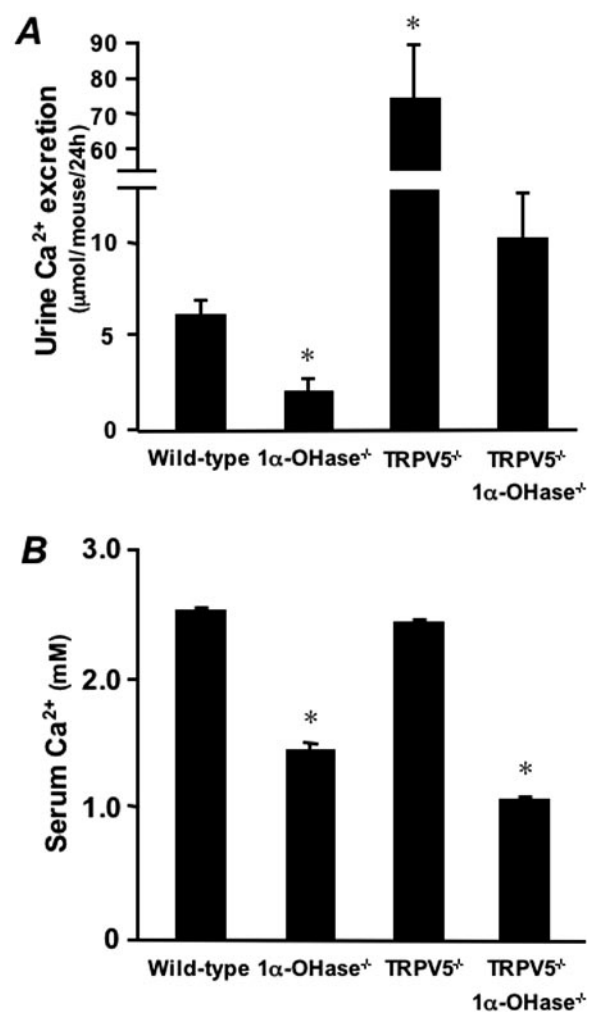 A
90
80
70
60
10
5
0
Urine Ca²⁺ excretion
(μmol/mouse/24h)
*
*
Wild-type 1α-OHase⁻/⁻ TRPV5⁻/⁻ TRPV5⁻/⁻
1α-OHase⁻/⁻
B
3.0
2.0
1.0
0
Serum Ca²⁺ (mM)
*
*
Wild-type 1α-OHase⁻/⁻ TRPV5⁻/⁻ TRPV5⁻/⁻
1α-OHase⁻/⁻